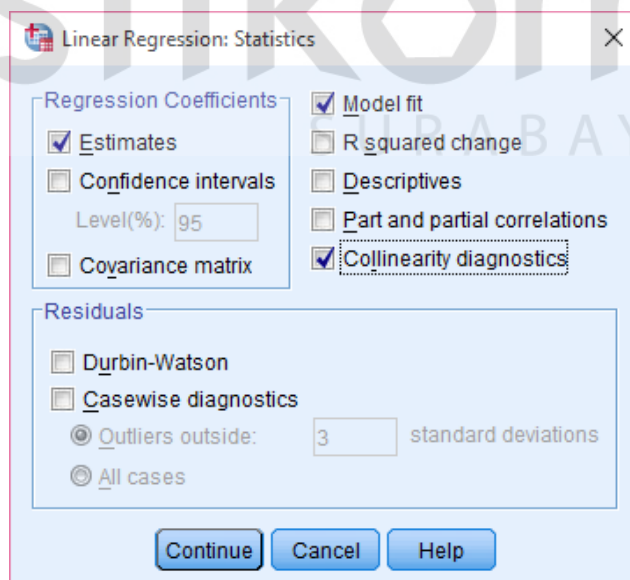 Linear Regression: Statistics
Regression Coefficients
Estimates
Confidence intervals
Level(%): 95
Covariance matrix
Model fit
R squared change
Descriptives
Part and partial correlations
Collinearity diagnostics
Residuals
Durbin-Watson
Casewise diagnostics
Outliers outside: 3 standard deviations
All cases
Continue Cancel Help